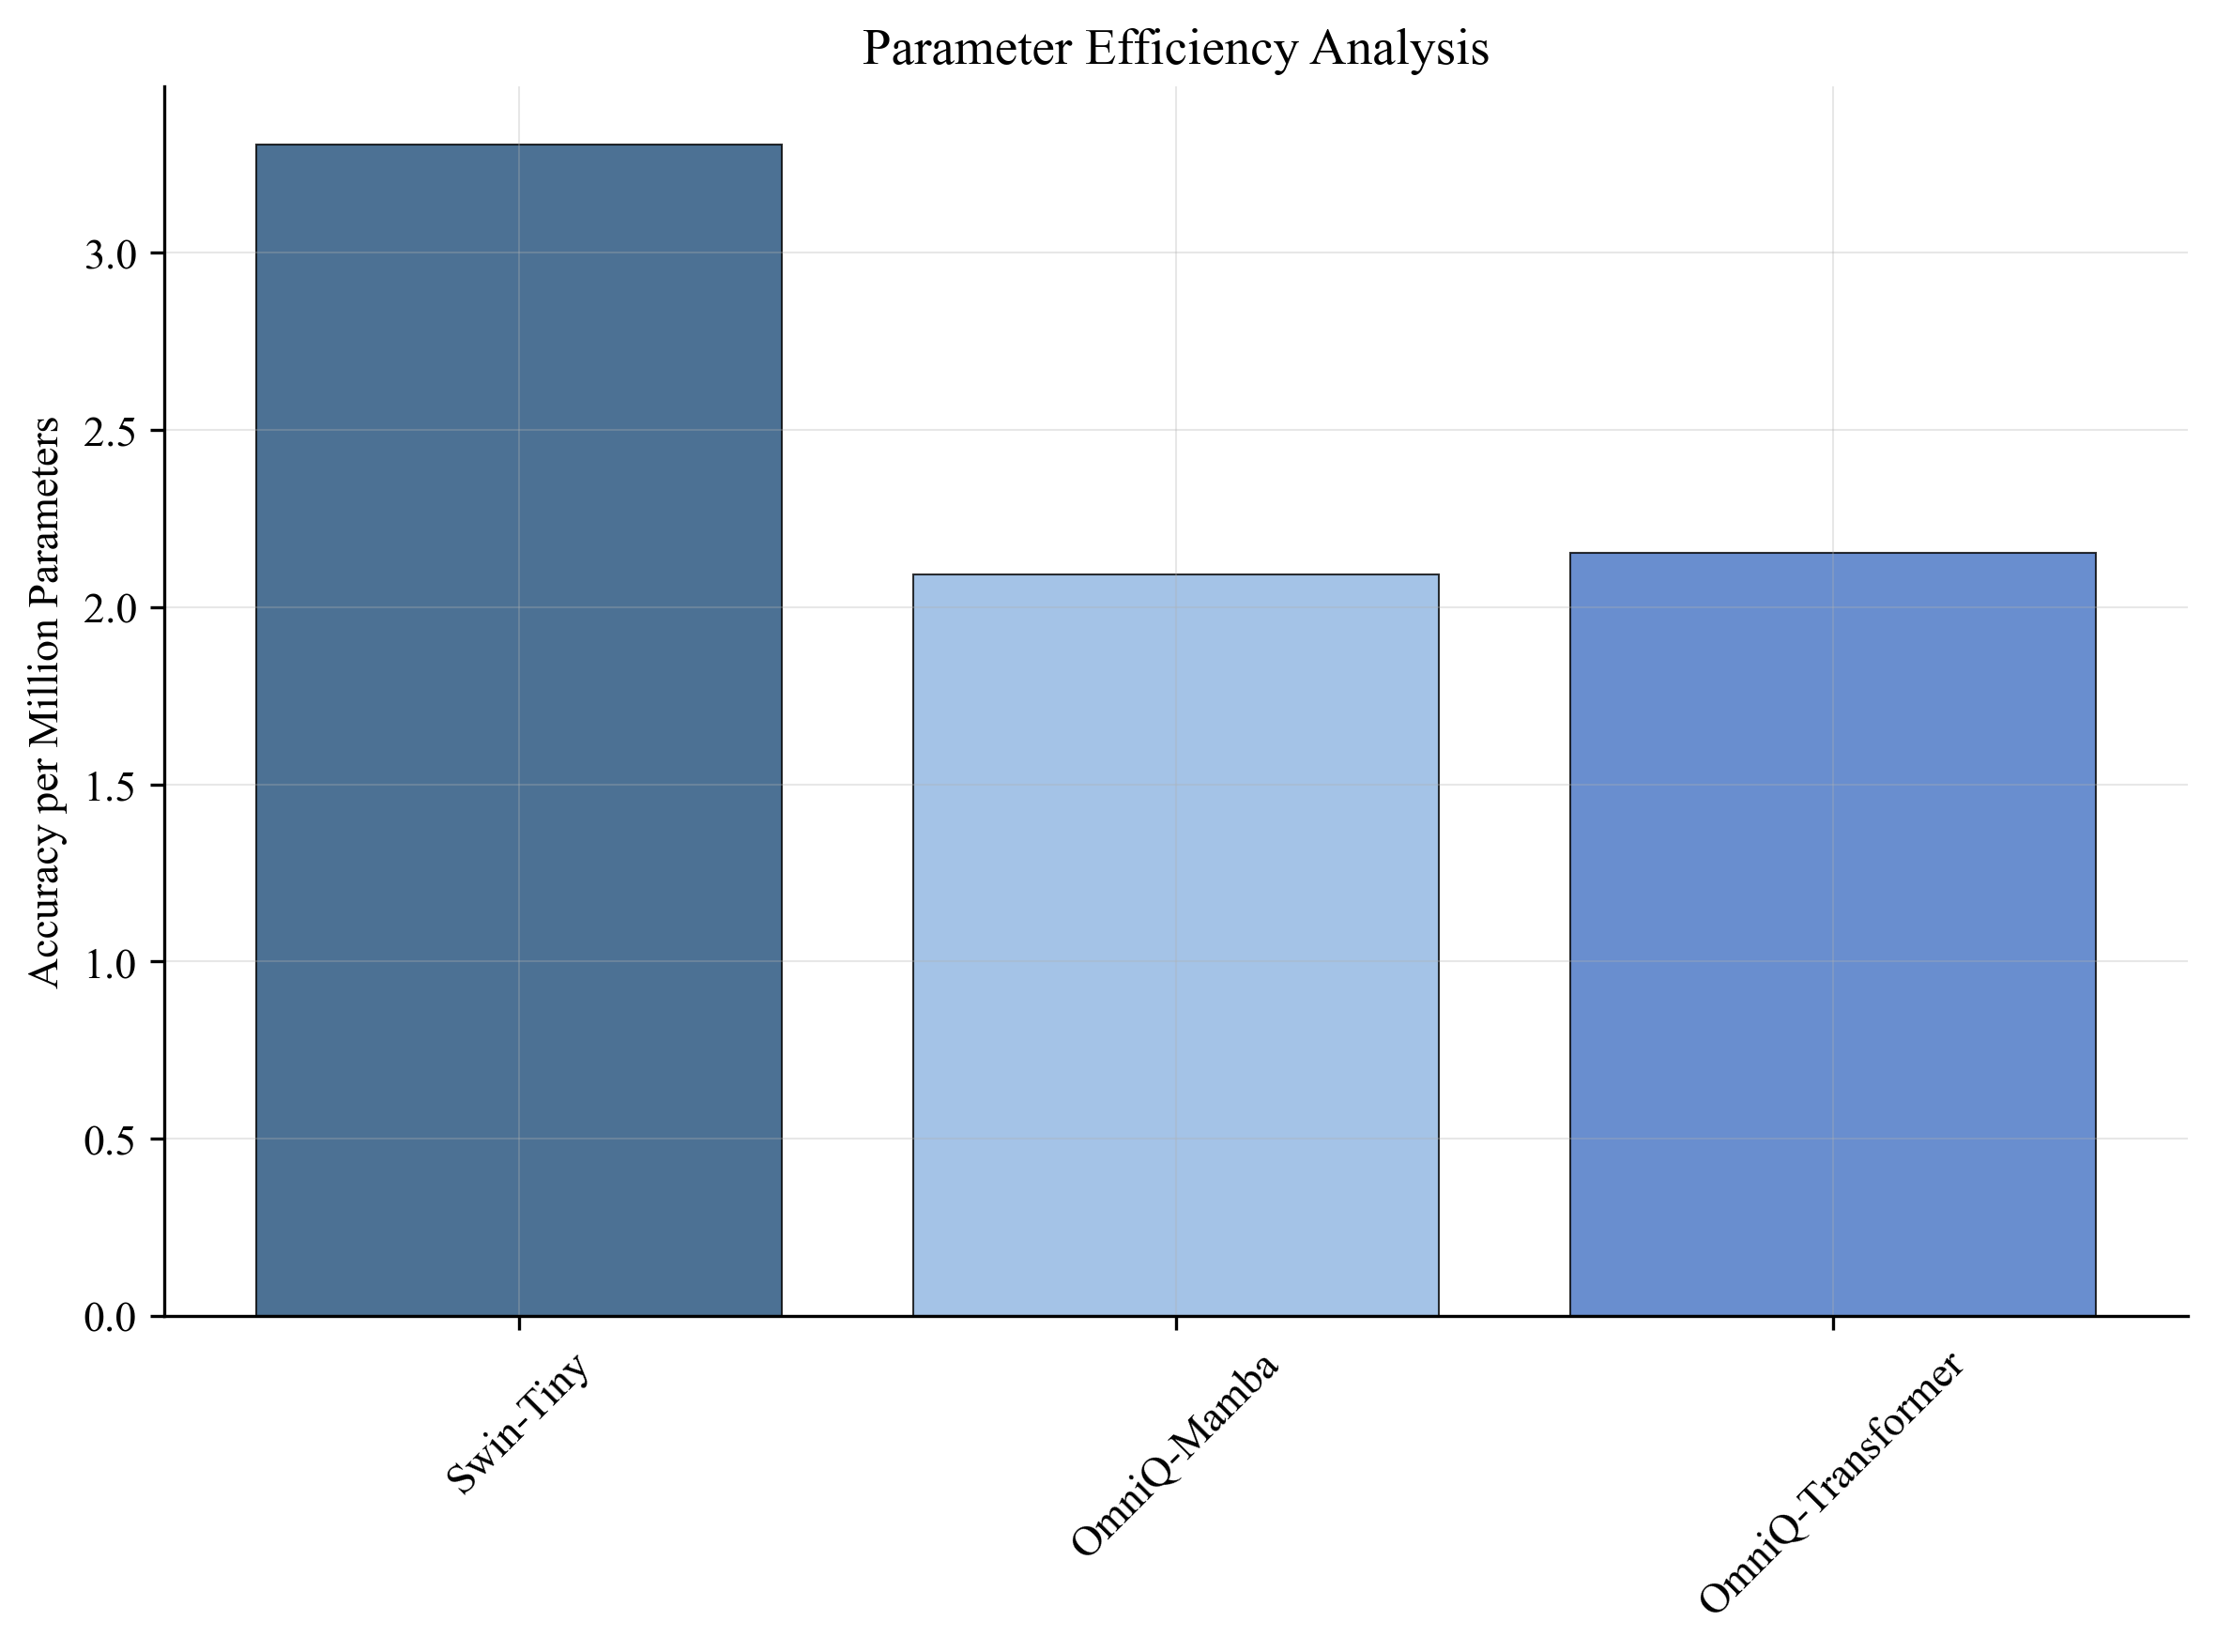 Parameter Efficiency Analysis
Accuracy per Million Parameters
3.0
2.5
2.0
1.5
1.0
0.5
0.0
Swin-Tiny
OmniQ-Mamba
OmniQ-Transformer